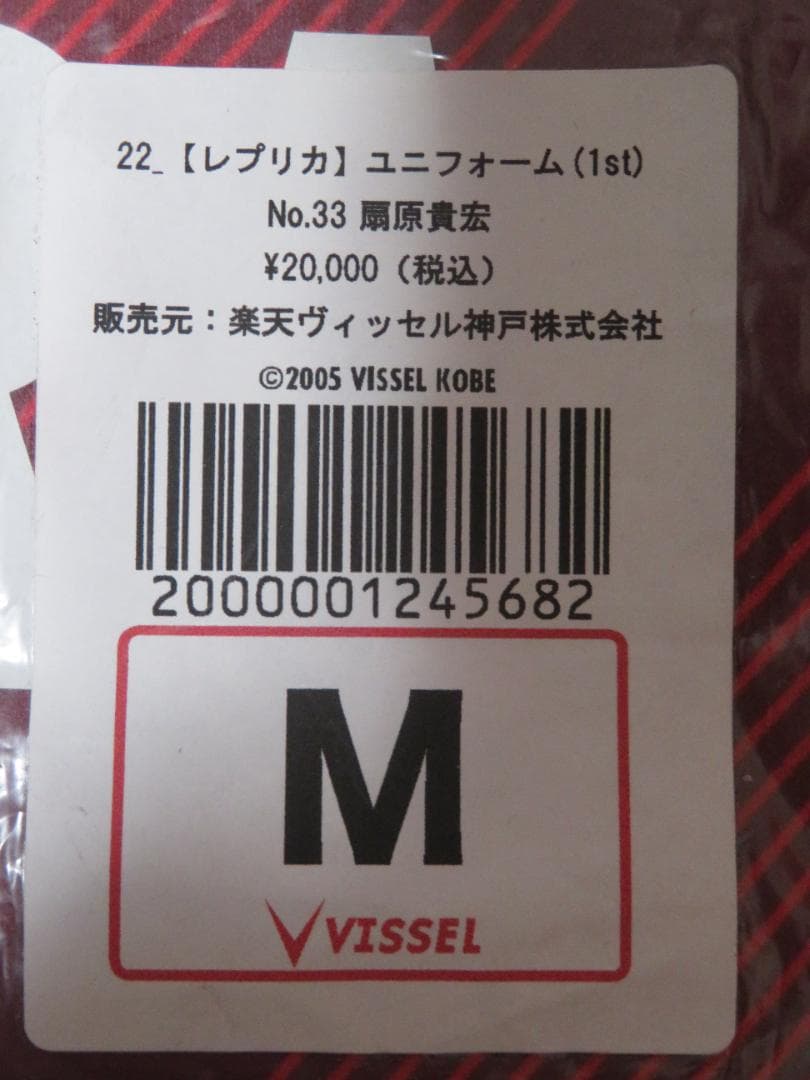 22_【レプリカ】ユニフォーム(1st)
No.33 扇原貴宏
¥20,000（税込）
販売元：楽天ヴィッセル神戸株式会社
©2005 VISSEL KOBE
2000001245682
M
VISSEL